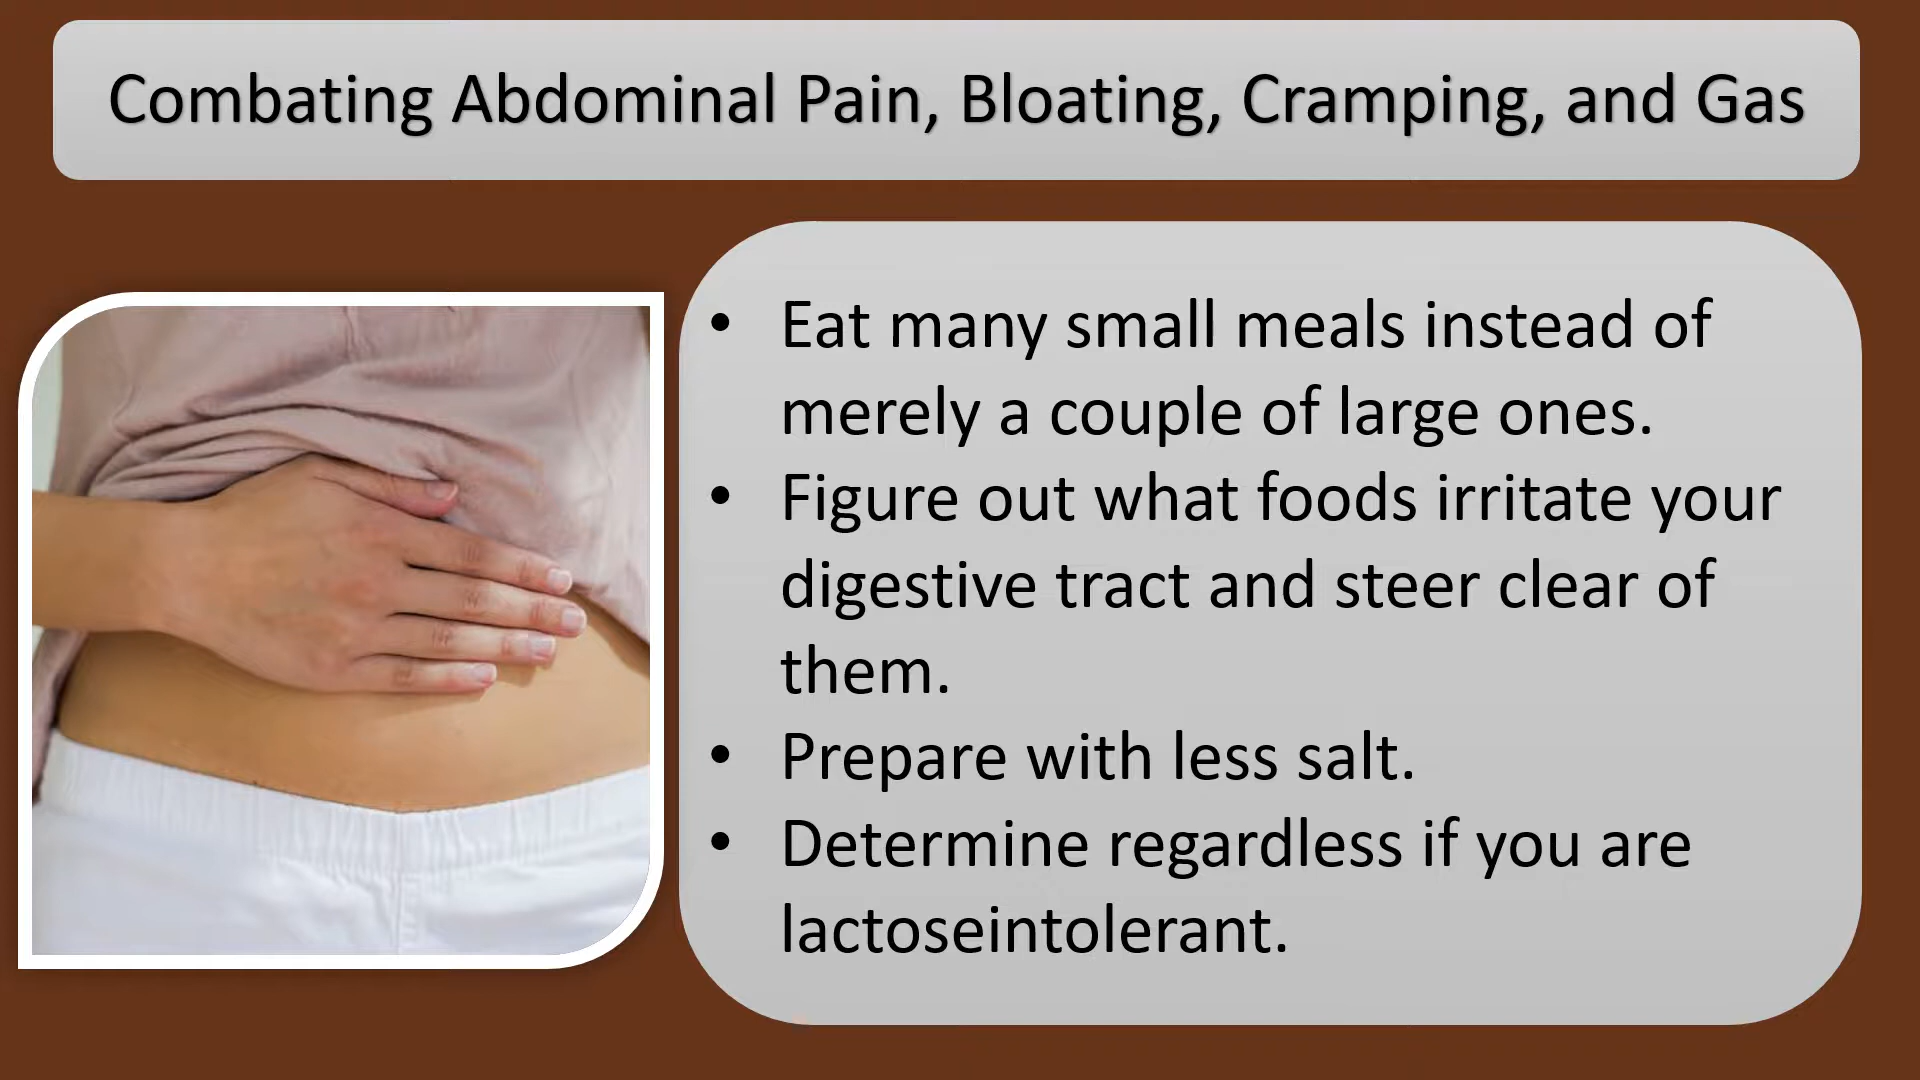 Combating Abdominal Pain, Bloating, Cramping, and Gas
• Eat many small meals instead of
merely a couple of large ones.
• Figure out what foods irritate your
digestive tract and steer clear of
them.
• Prepare with less salt.
• Determine regardless if you are
lactoseintolerant.